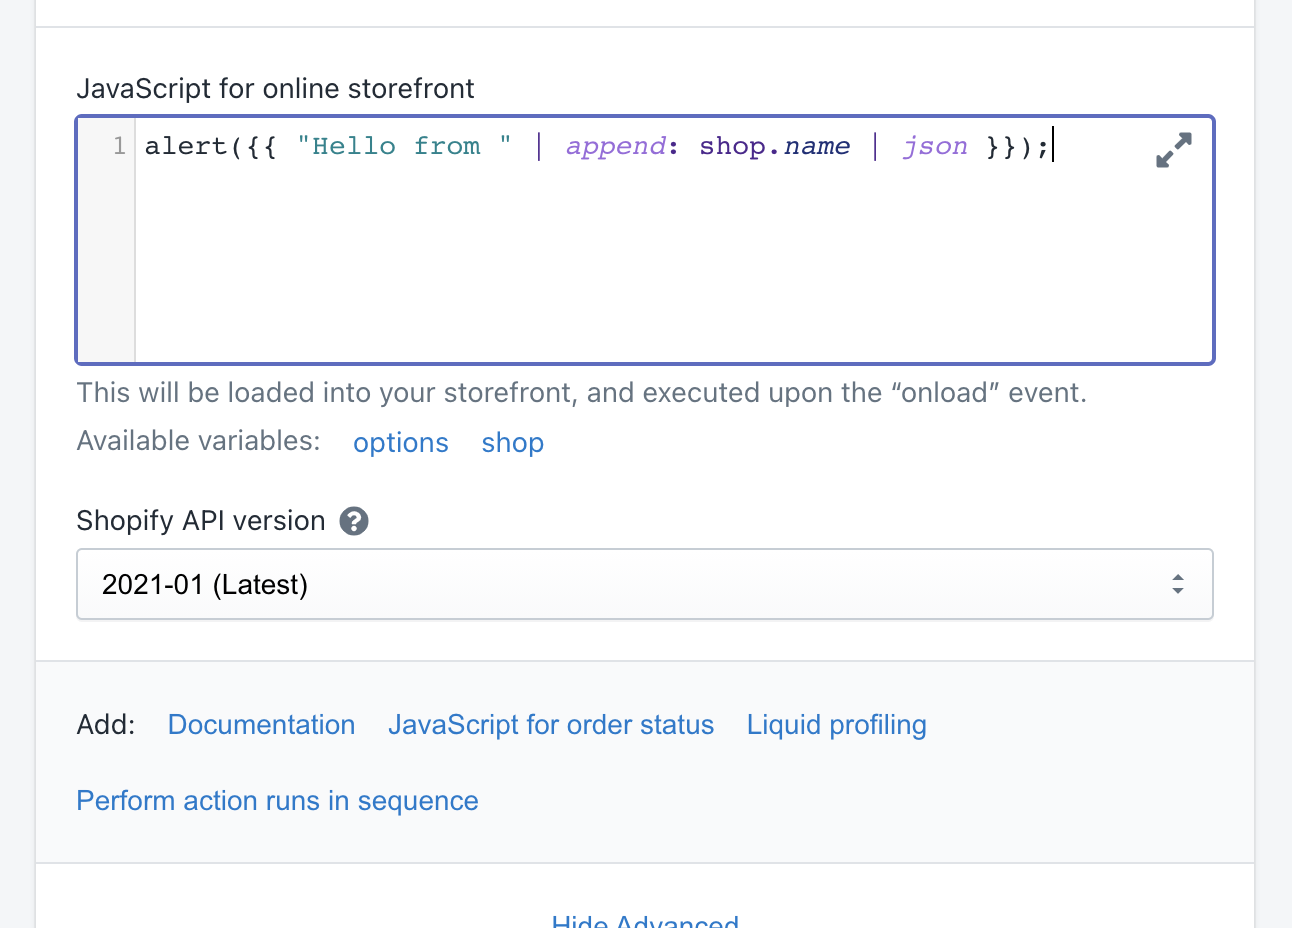 JavaScript for online storefront
1 alert({{ "Hello from " | append: shop.name | json }});
This will be loaded into your storefront, and executed upon the “onload” event.
Available variables: options shop
Shopify API version ?
2021-01 (Latest)
Add: Documentation JavaScript for order status Liquid profiling
Perform action runs in sequence
Hide Advanced